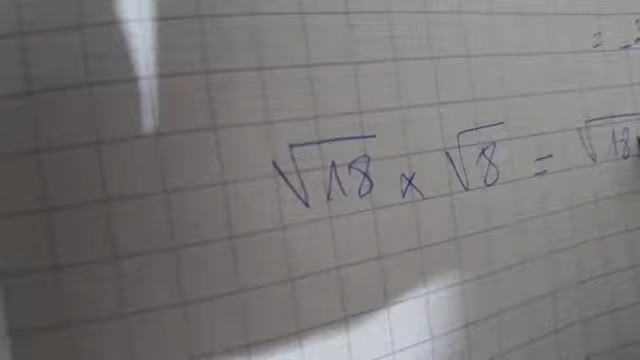 √18 × √8 = √18